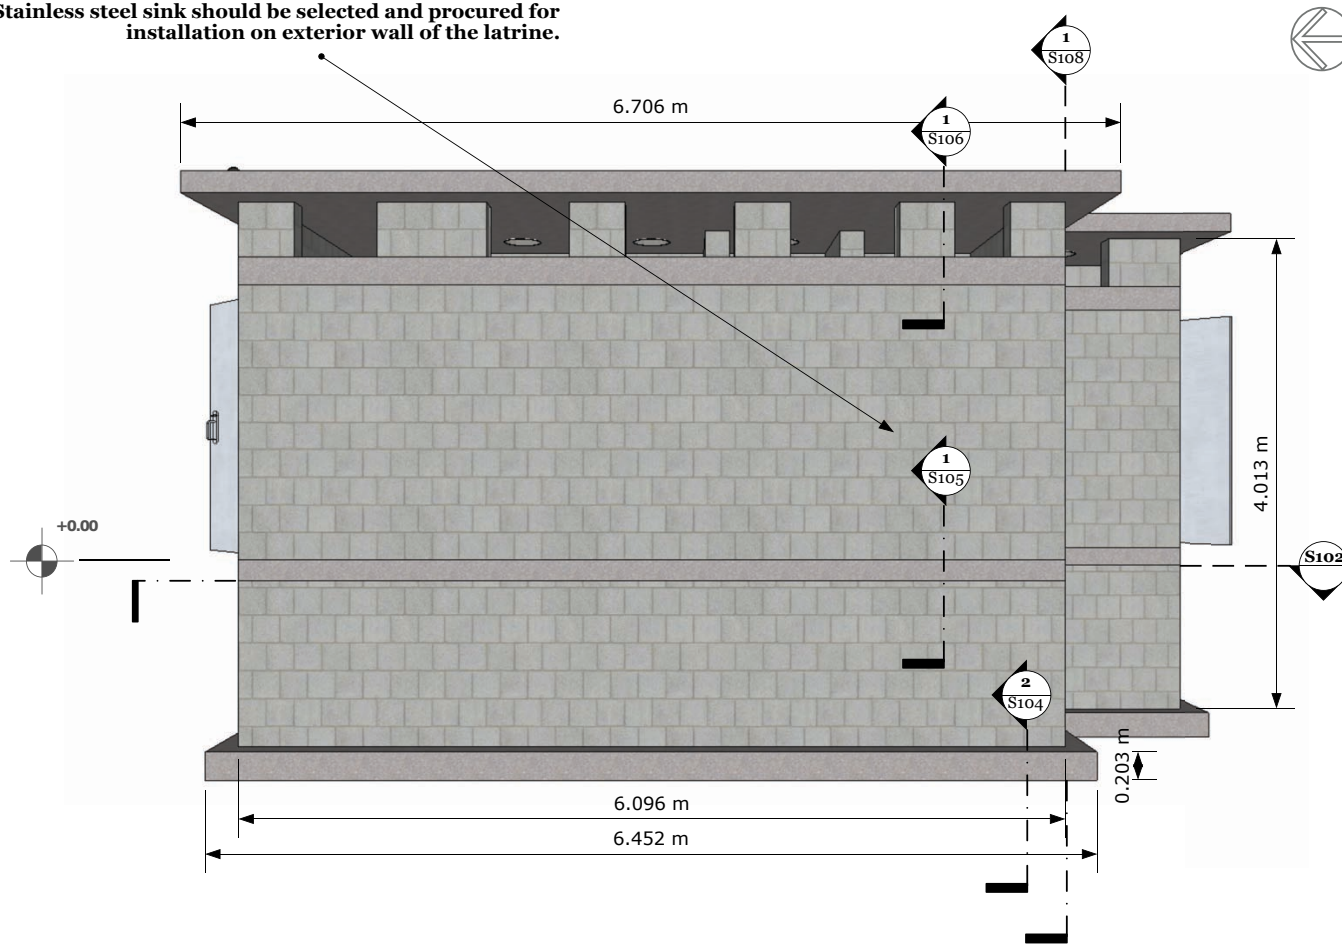 Stainless steel sink should be selected and procured for
installation on exterior wall of the latrine.
1
S108
6.706 m
1
S106
4.013 m
1
S105
+0.00
S102
2
S104
0.203 m
6.096 m
6.452 m